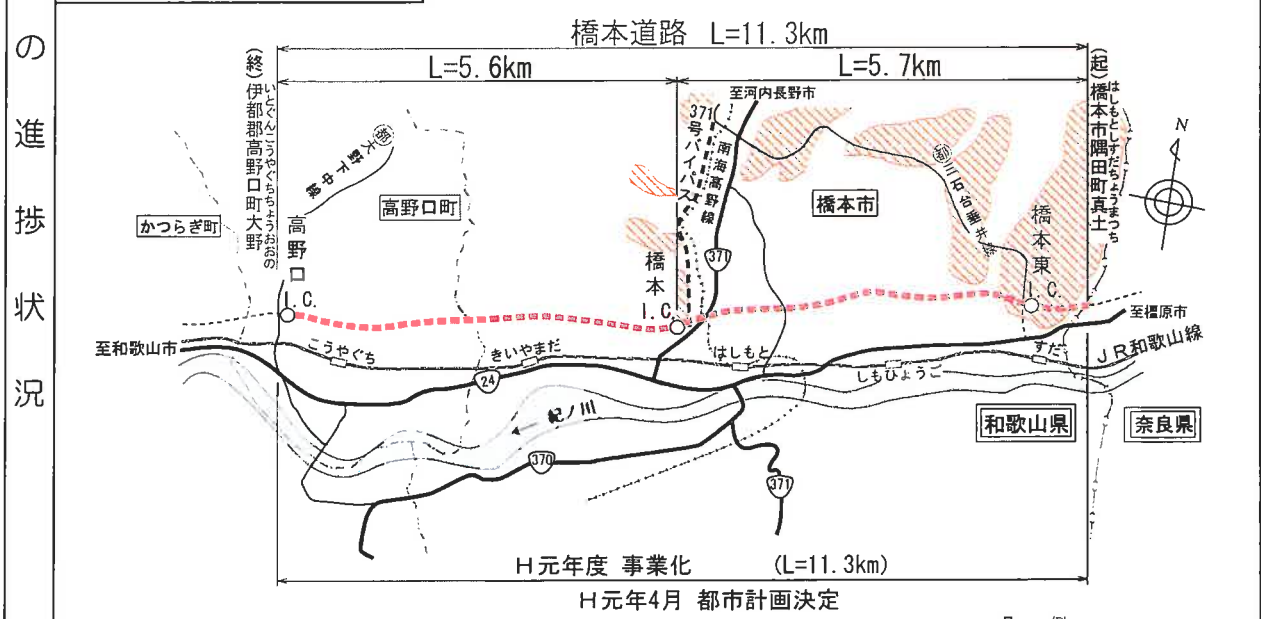 の進捗状況
橋本道路 L=11.3km
L=5.6km
L=5.7km
(終)伊都郡高野口町大野
いとぐんこうやぐちちょうおおの
(起)橋本市隅田町真土
はしもとしすだちょうまつち
至河内長野市
371号バイパス
南海高野線
都大野下中線
高野口町
かつらぎ町
橋本市
都三石台垂井線
N
高野口
I.C.
橋本
I.C.
橋本東
I.C.
371
至橿原市
至和歌山市
こうやぐち
きいやまだ
はしもと
しもひょうご
すだ
JR和歌山線
24
紀ノ川
和歌山県
奈良県
370
371
H元年度 事業化 (L=11.3km)
H元年4月 都市計画決定